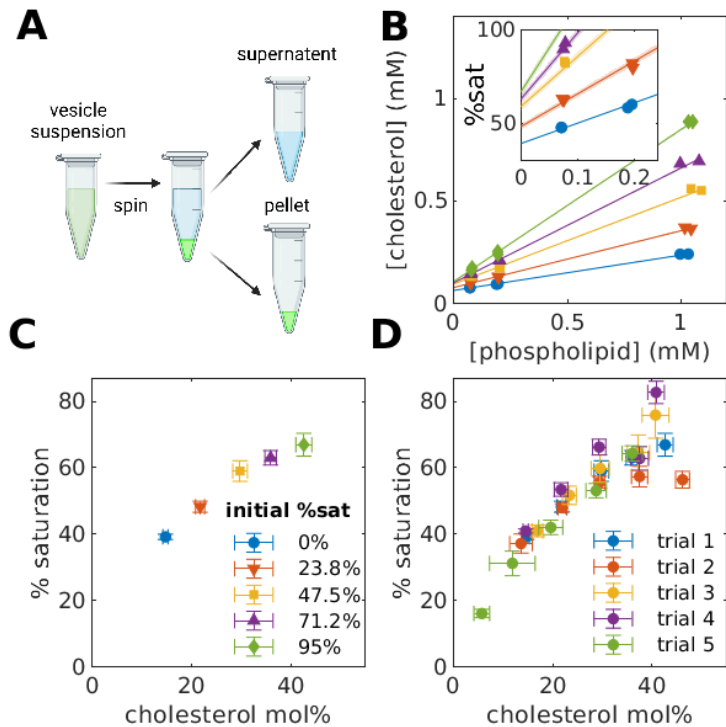 A
supernatent
vesicle
suspension
spin
pellet
B
[cholesterol] (mM)
1
0.5
0
0
0.5
1
[phospholipid] (mM)
%sat
100
50
0
0.1
0.2
C
% saturation
80
60
40
20
0
0
20
40
cholesterol mol%
initial %sat
0%
23.8%
47.5%
71.2%
95%
D
% saturation
80
60
40
20
0
0
20
40
cholesterol mol%
trial 1
trial 2
trial 3
trial 4
trial 5